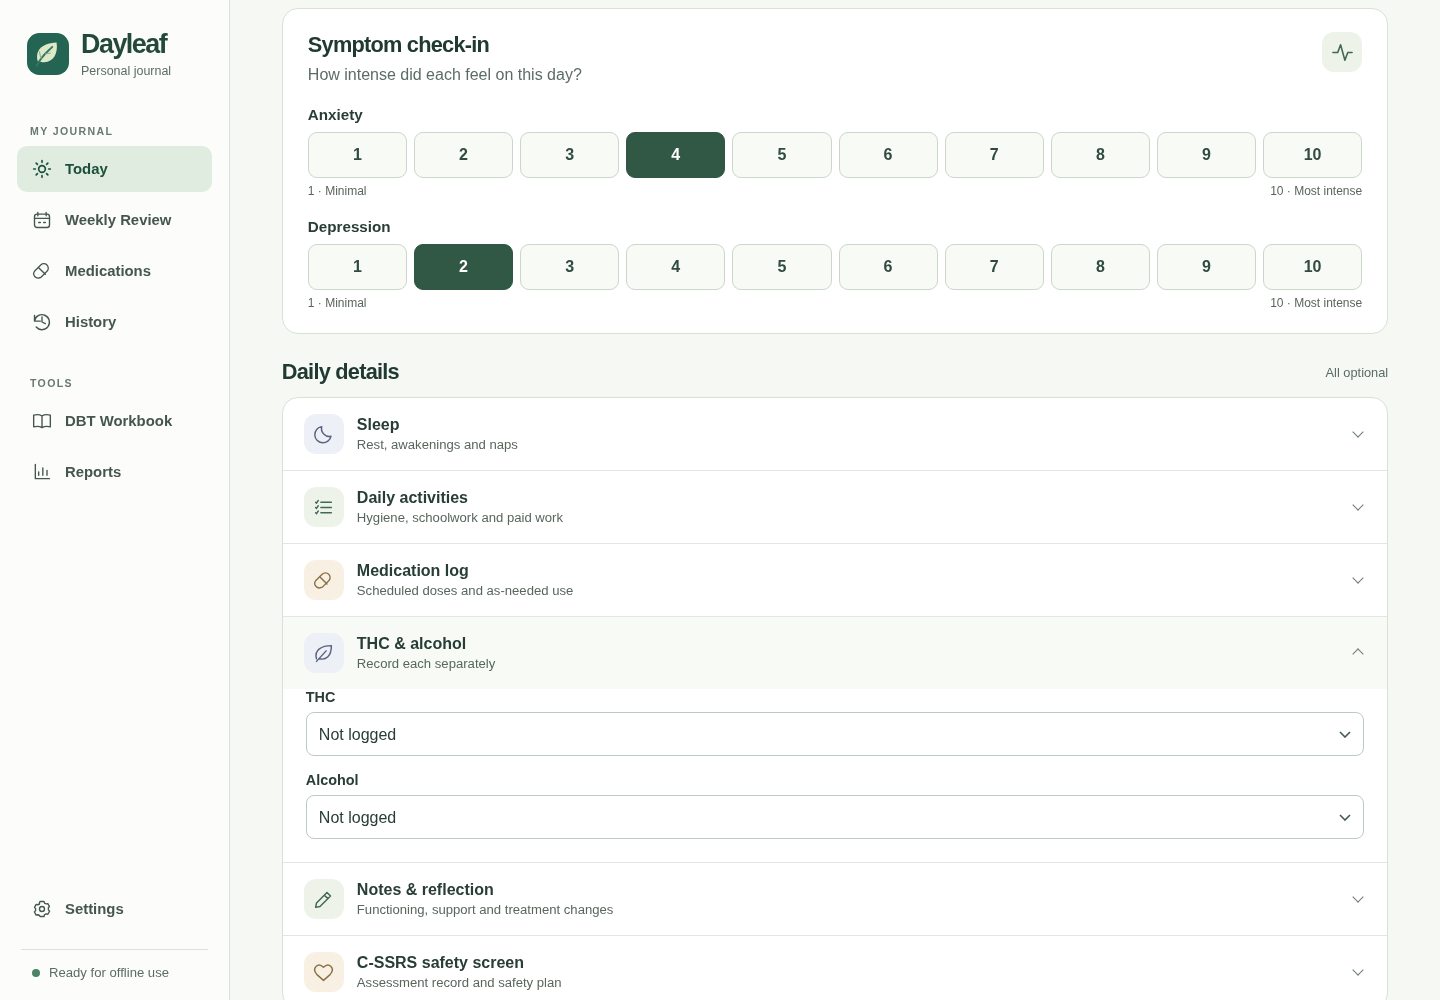 Dayleaf
Personal journal
MY JOURNAL
Today
Weekly Review
Medications
History
TOOLS
DBT Workbook
Reports
Settings
Ready for offline use
Symptom check-in
How intense did each feel on this day?
Anxiety
1 2 3 4 5 6 7 8 9 10
1 · Minimal 10 · Most intense
Depression
1 2 3 4 5 6 7 8 9 10
1 · Minimal 10 · Most intense
Daily details All optional
Sleep
Rest, awakenings and naps
Daily activities
Hygiene, schoolwork and paid work
Medication log
Scheduled doses and as-needed use
THC & alcohol
Record each separately
THC
Not logged
Alcohol
Not logged
Notes & reflection
Functioning, support and treatment changes
C-SSRS safety screen
Assessment record and safety plan